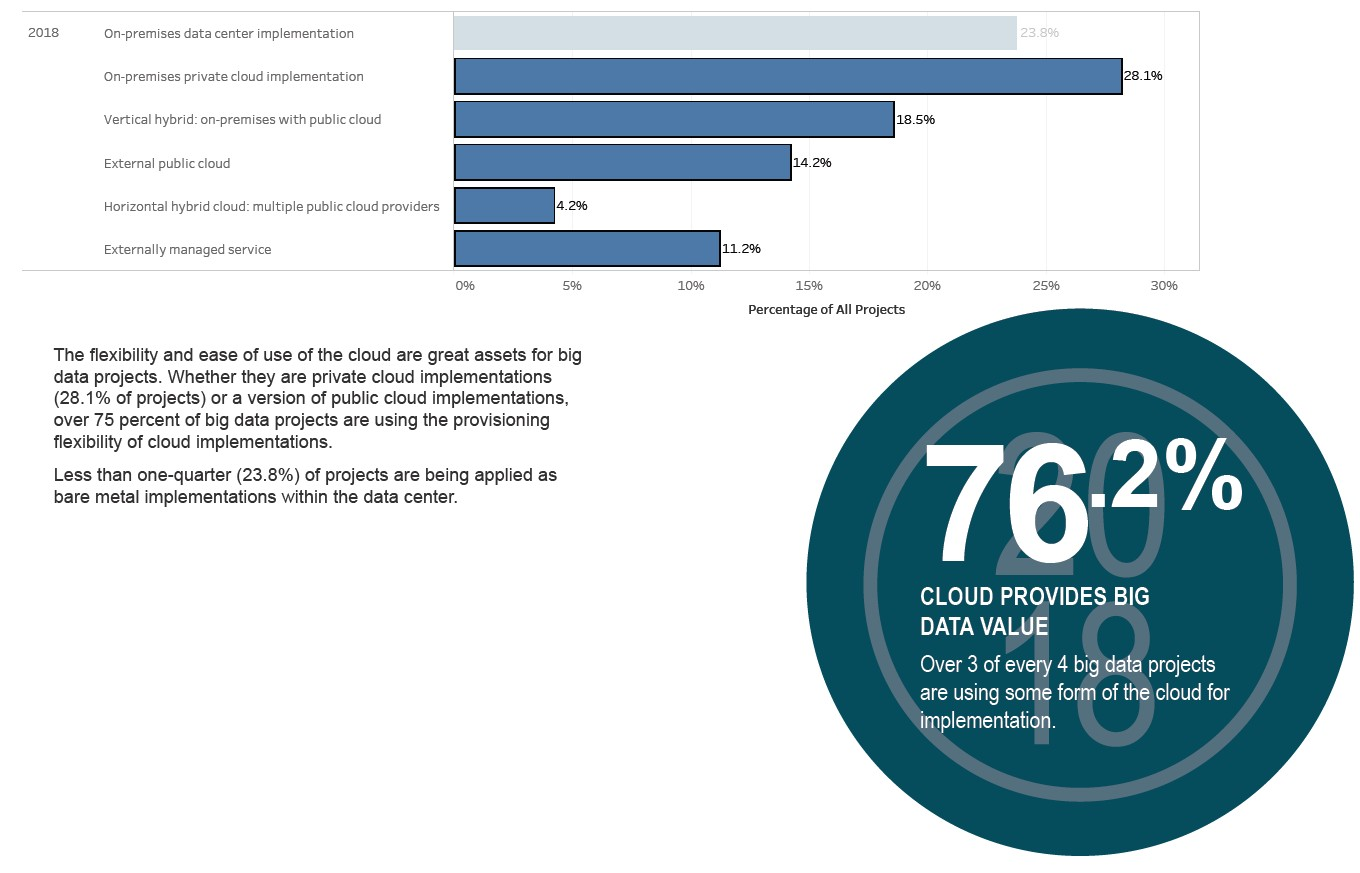 2018
On-premises data center implementation 23.8%
On-premises private cloud implementation 28.1%
Vertical hybrid: on-premises with public cloud 18.5%
External public cloud 14.2%
Horizontal hybrid cloud: multiple public cloud providers 4.2%
Externally managed service 11.2%
0% 5% 10% 15% 20% 25% 30%
Percentage of All Projects
The flexibility and ease of use of the cloud are great assets for big
data projects. Whether they are private cloud implementations
(28.1% of projects) or a version of public cloud implementations,
over 75 percent of big data projects are using the provisioning
flexibility of cloud implementations.
Less than one-quarter (23.8%) of projects are being applied as
bare metal implementations within the data center.
20
18
76.2%
CLOUD PROVIDES BIG
DATA VALUE
Over 3 of every 4 big data projects
are using some form of the cloud for
implementation.